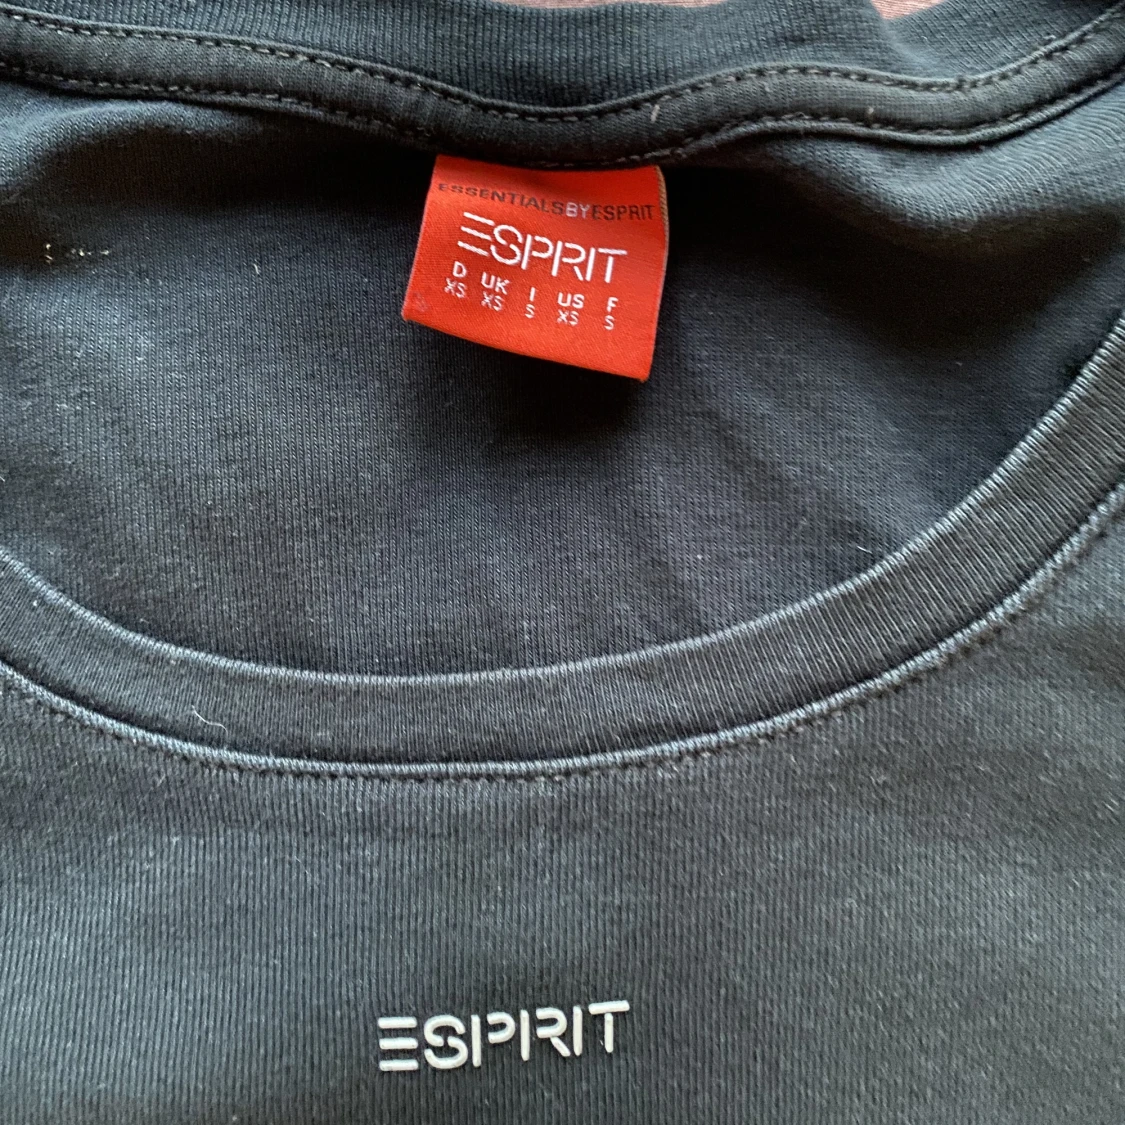 ESSENTIALSBYESPRIT
ESPRIT
D UK I US F
XS XS S XS S
ESPRIT